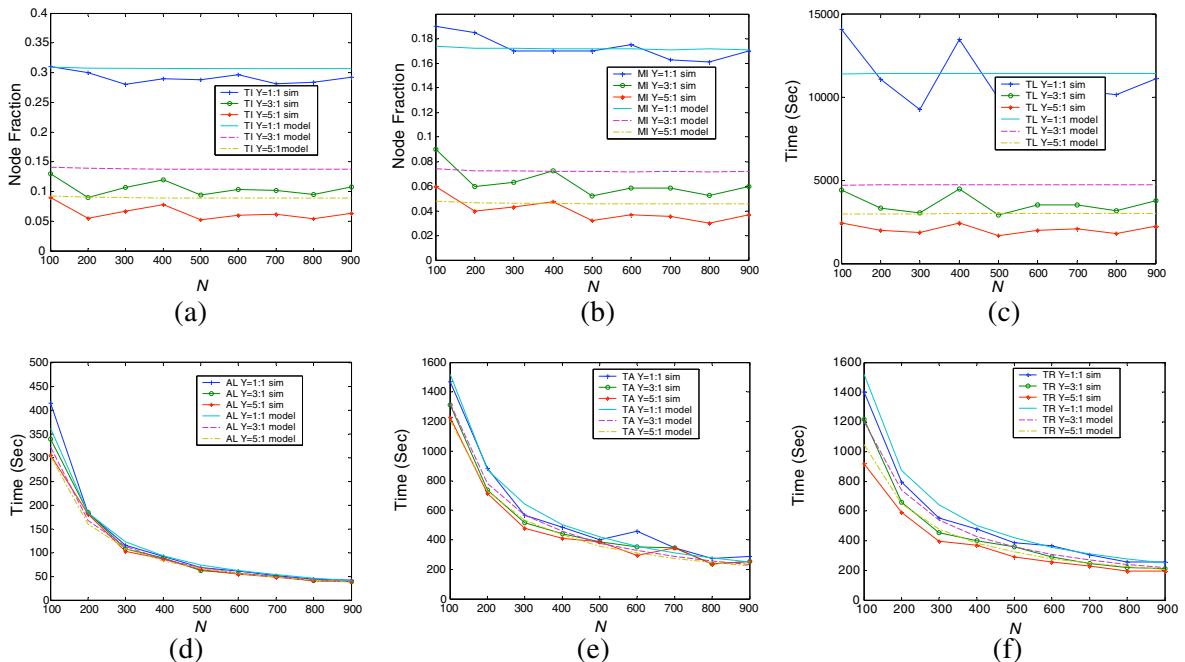 0.4
0.35
0.3
0.25
0.2
0.15
0.1
0.05
0
Node Fraction
TI Y=1:1 sim
TI Y=3:1 sim
TI Y=5:1 sim
TI Y=1:1 model
TI Y=3:1 model
TI Y=5:1model
100 200 300 400 500 600 700 800 900
N
(a)
0.18
0.16
0.14
0.12
0.1
0.08
0.06
0.04
0.02
0
Node Fraction
MI Y=1:1 sim
MI Y=3:1 sim
MI Y=5:1 sim
MI Y=1:1 model
MI Y=3:1 model
MI Y=5:1 model
100 200 300 400 500 600 700 800 900
N
(b)
15000
10000
5000
0
Time (Sec)
TL Y=1:1 sim
TL Y=3:1 sim
TL Y=5:1 sim
TL Y=1:1 model
TL Y=3:1 model
TL Y=5:1 model
100 200 300 400 500 600 700 800 900
N
(c)
500
450
400
350
300
250
200
150
100
50
0
Time (Sec)
AL Y=1:1 sim
AL Y=3:1 sim
AL Y=5:1 sim
AL Y=1:1 model
AL Y=3:1 model
AL Y=5:1 model
100 200 300 400 500 600 700 800 900
N
(d)
1600
1400
1200
1000
800
600
400
200
0
Time (Sec)
TA Y=1:1 sim
TA Y=3:1 sim
TA Y=5:1 sim
TA Y=1:1 model
TA Y=3:1 model
TA Y=5:1 model
100 200 300 400 500 600 700 800 900
N
(e)
1600
1400
1200
1000
800
600
400
200
0
Time (Sec)
TR Y=1:1 sim
TR Y=3:1 sim
TR Y=5:1 sim
TR Y=1:1 model
TR Y=3:1 model
TR Y=5:1 model
100 200 300 400 500 600 700 800 900
N
(f)